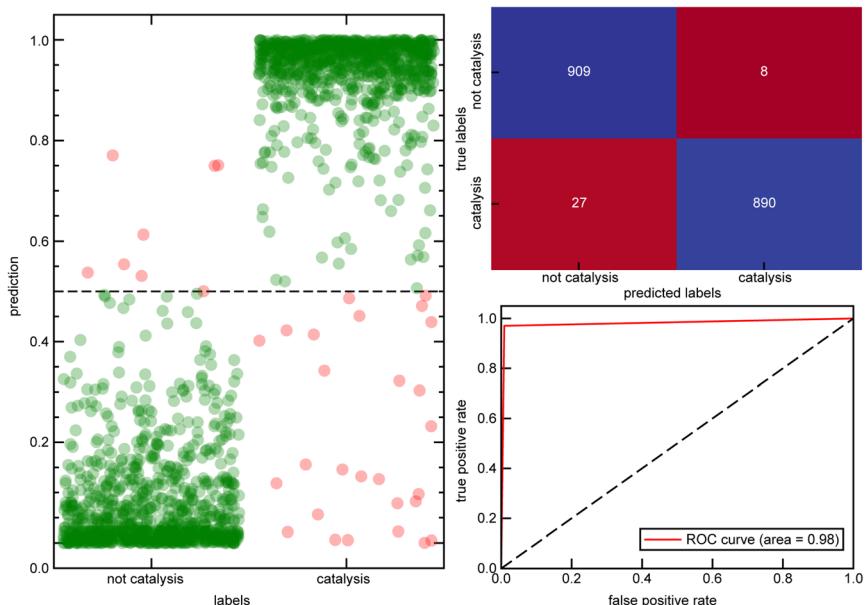 1.0
0.8
0.6
0.4
0.2
0.0
prediction
not catalysis
catalysis
labels
true labels
not catalysis
catalysis
909
8
27
890
not catalysis
catalysis
predicted labels
true positive rate
1.0
0.8
0.6
0.4
0.2
0.0
ROC curve (area = 0.98)
0.0
0.2
0.4
0.6
0.8
1.0
false positive rate